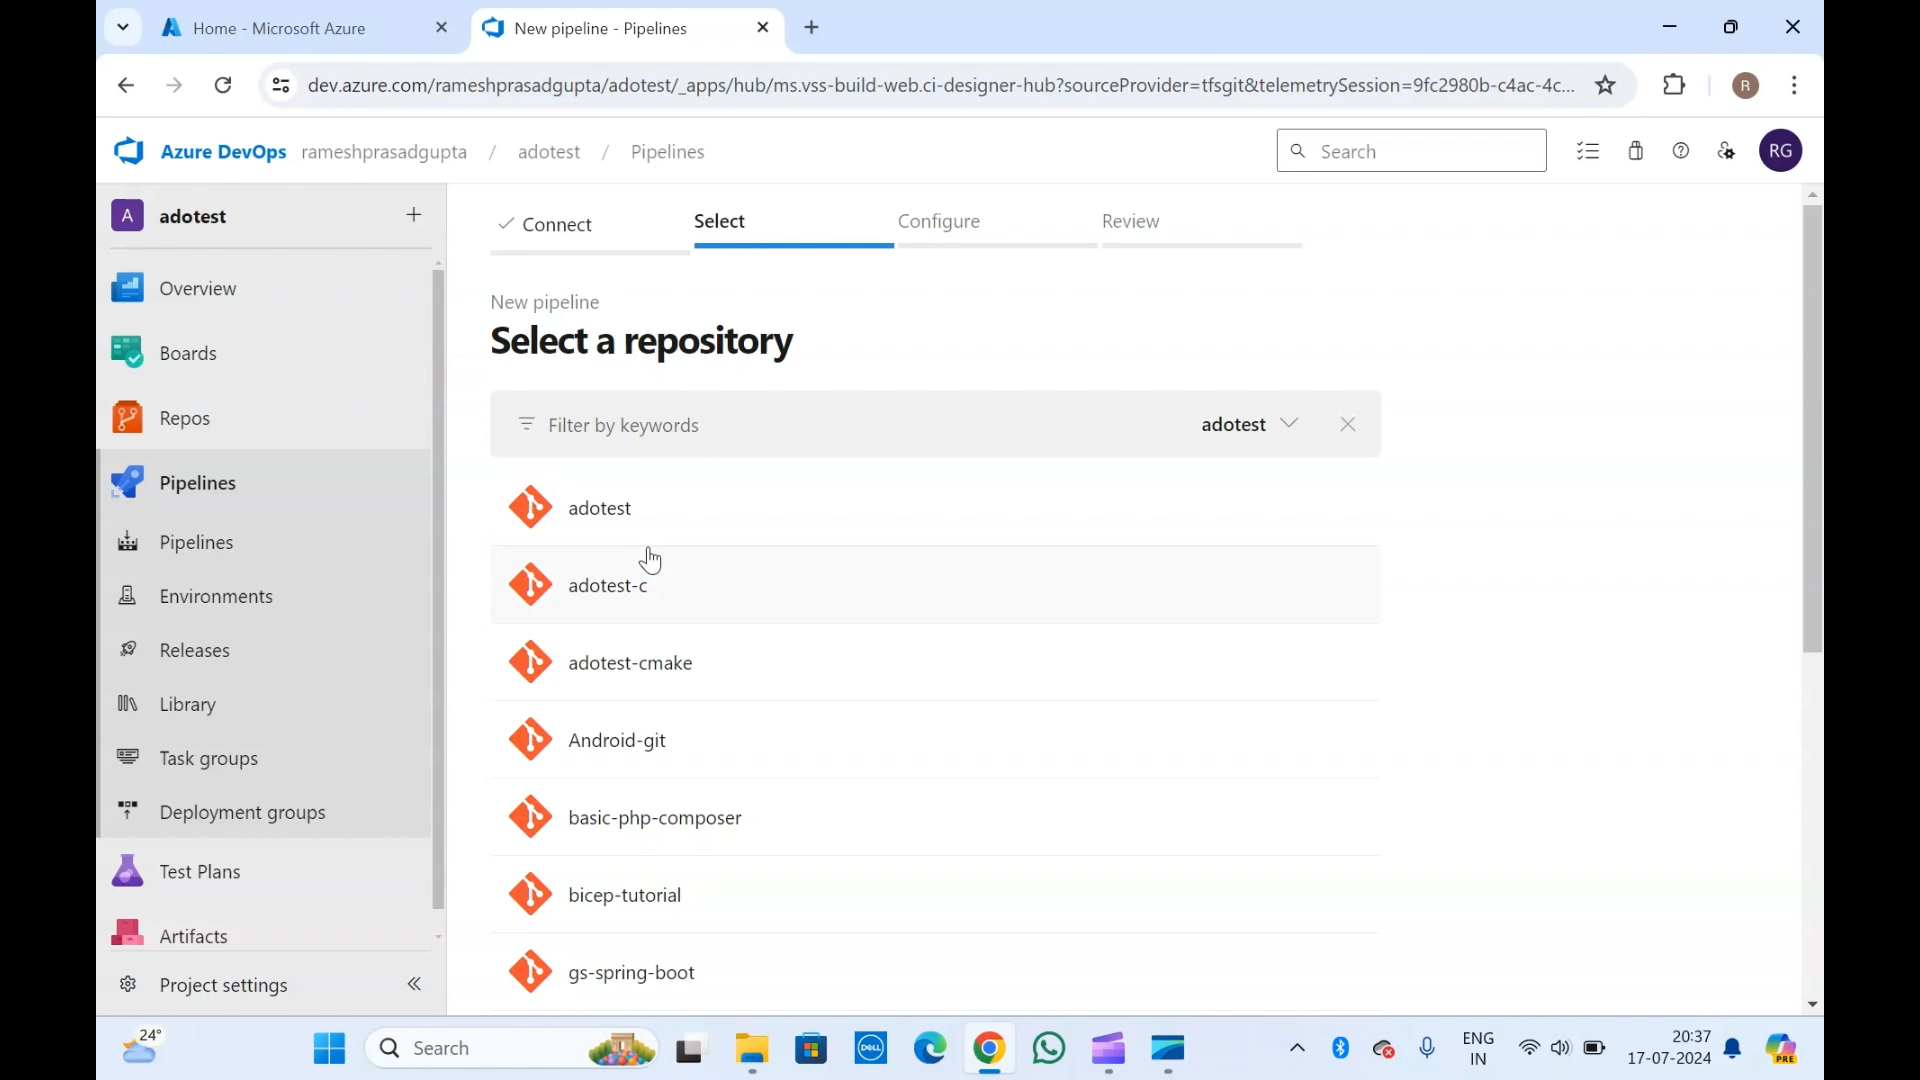 Home - Microsoft Azure
New pipeline - Pipelines
dev.azure.com/rameshprasadgupta/adotest/_apps/hub/ms.vss-build-web.ci-designer-hub?sourceProvider=tfsgit&telemetrySession=9fc2980b-c4ac-4c...
R
Azure DevOps rameshprasadgupta / adotest / Pipelines
Search
RG
A adotest
Connect
Select
Configure
Review
Overview
Boards
Repos
Pipelines
Pipelines
Environments
Releases
Library
Task groups
Deployment groups
Test Plans
Artifacts
Project settings
New pipeline
Select a repository
Filter by keywords
adotest
adotest
adotest-c
adotest-cmake
Android-git
basic-php-composer
bicep-tutorial
gs-spring-boot
24°
Search
DELL
ENG
IN
20:37
17-07-2024
PRE